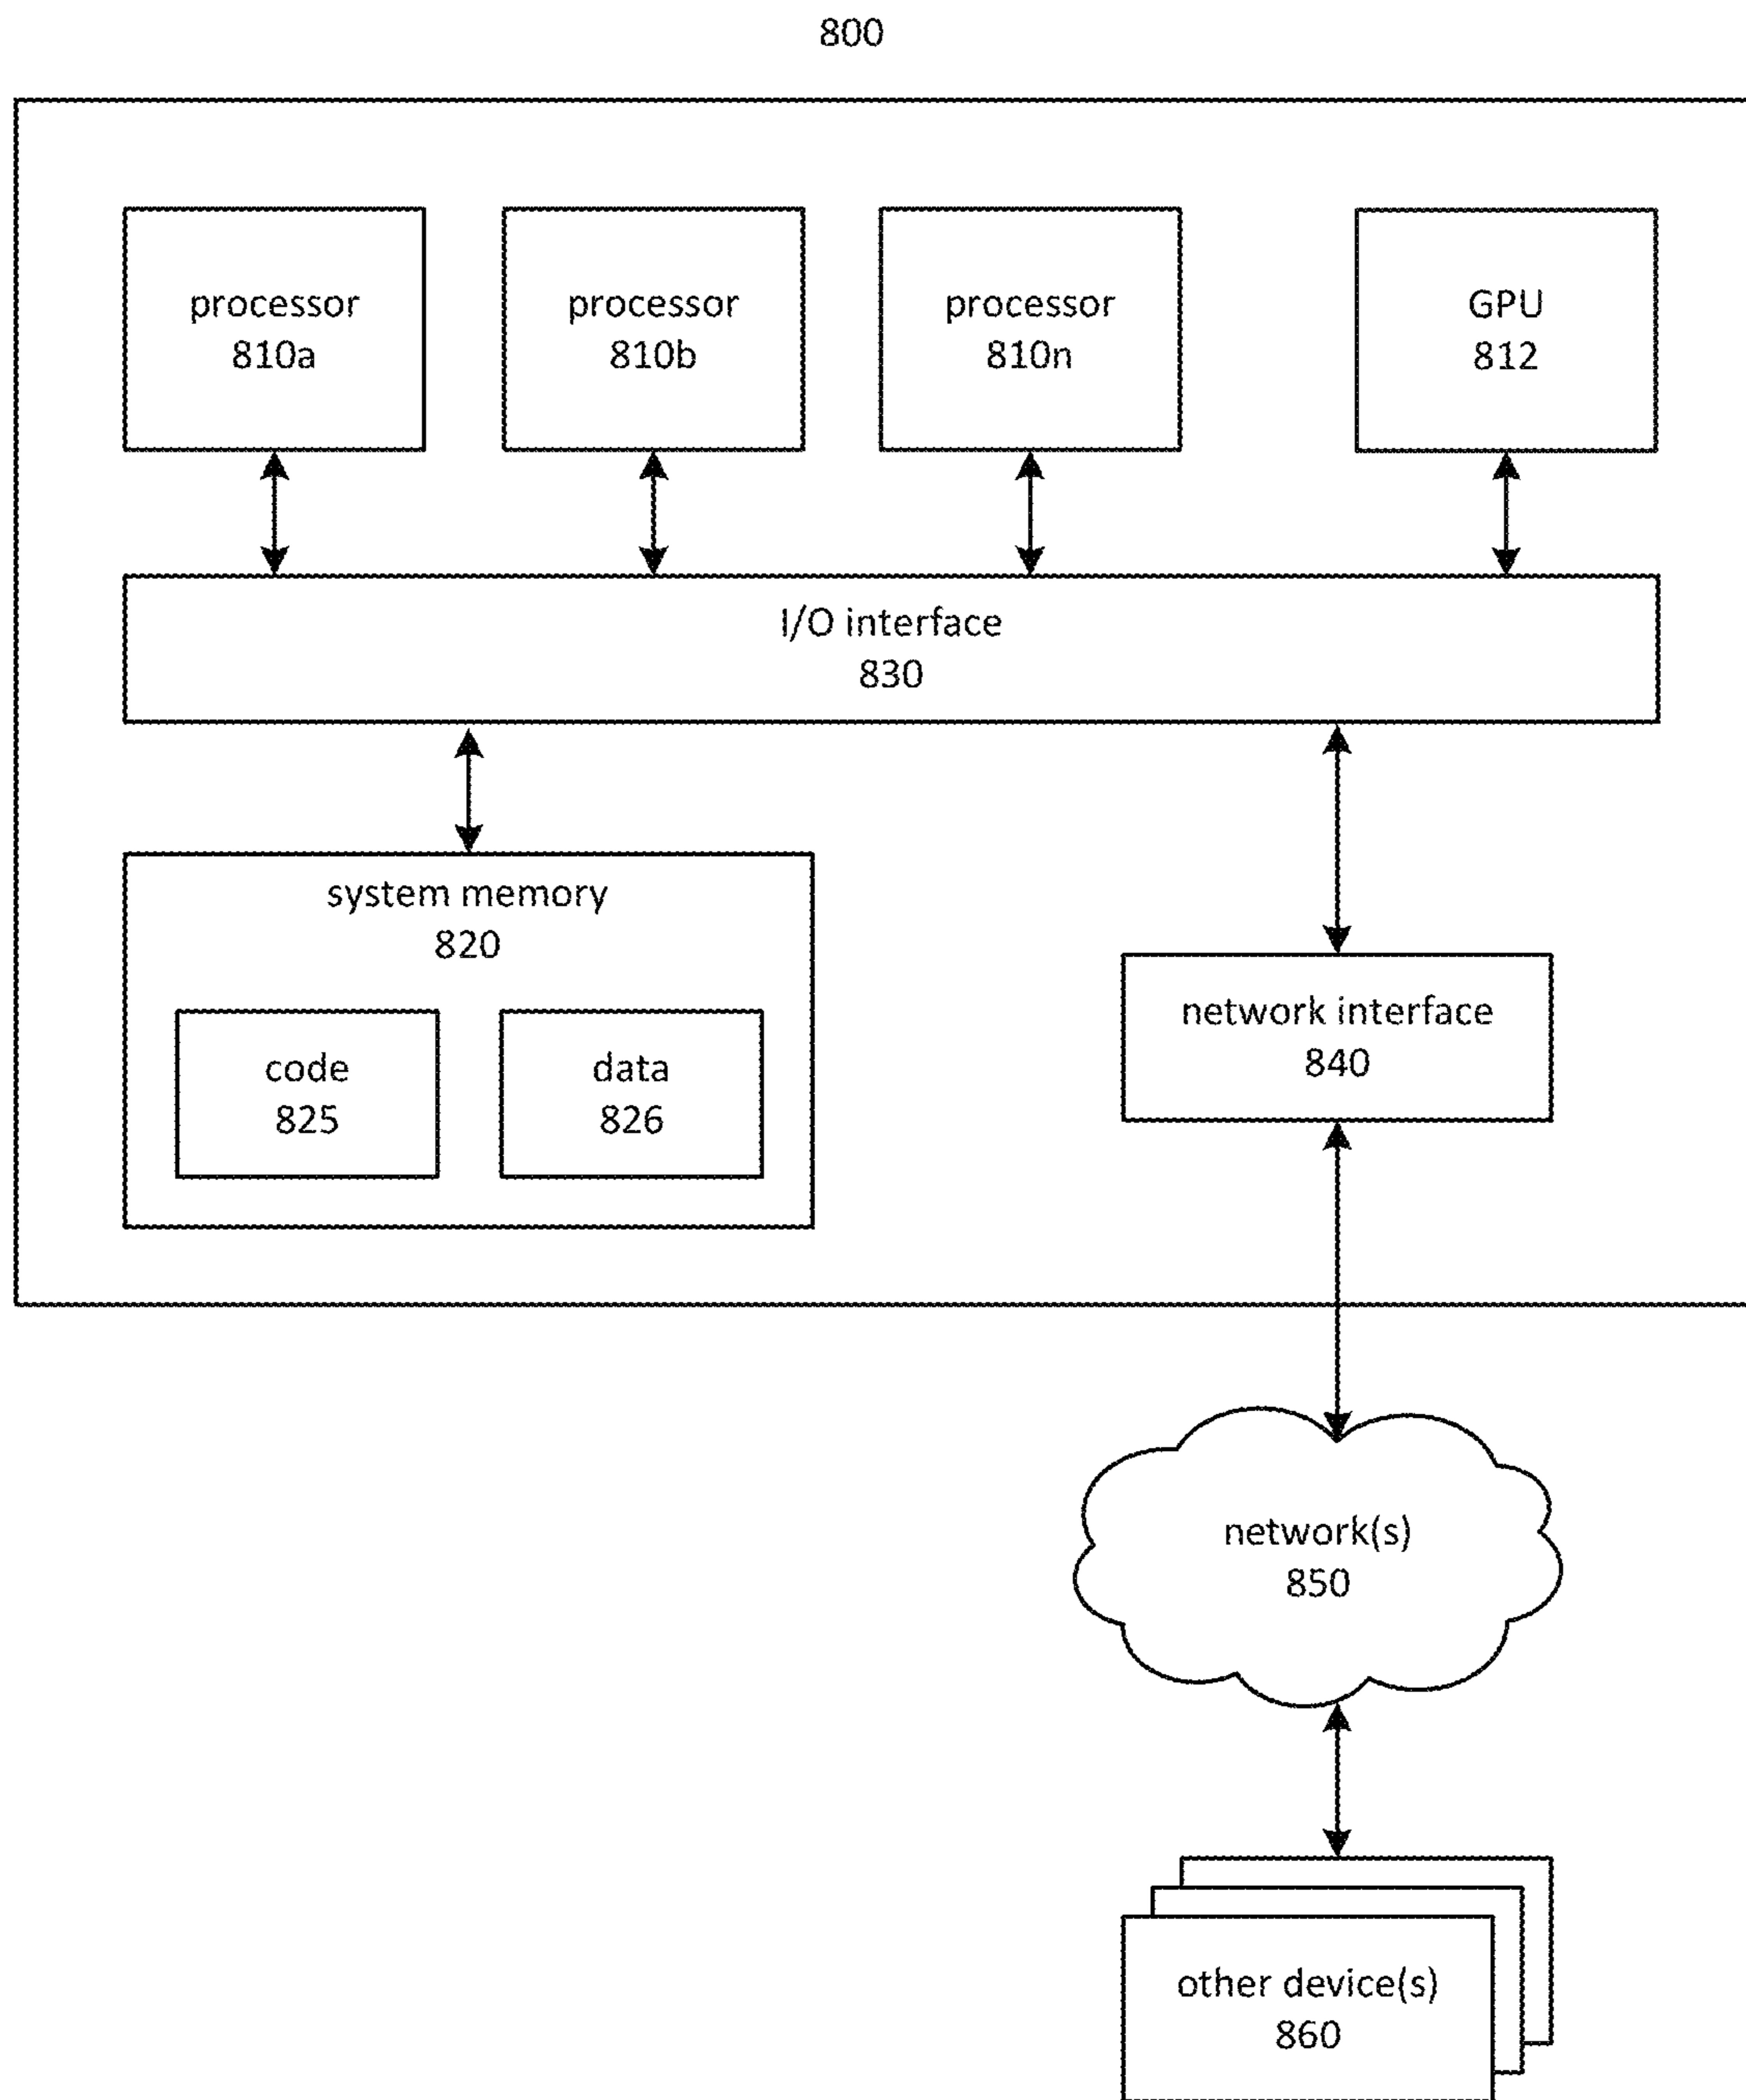 800
processor
810a
processor
810b
processor
810n
GPU
812
I/O interface
830
system memory
820
code
825
data
826
network interface
840
network(s)
850
other device(s)
860